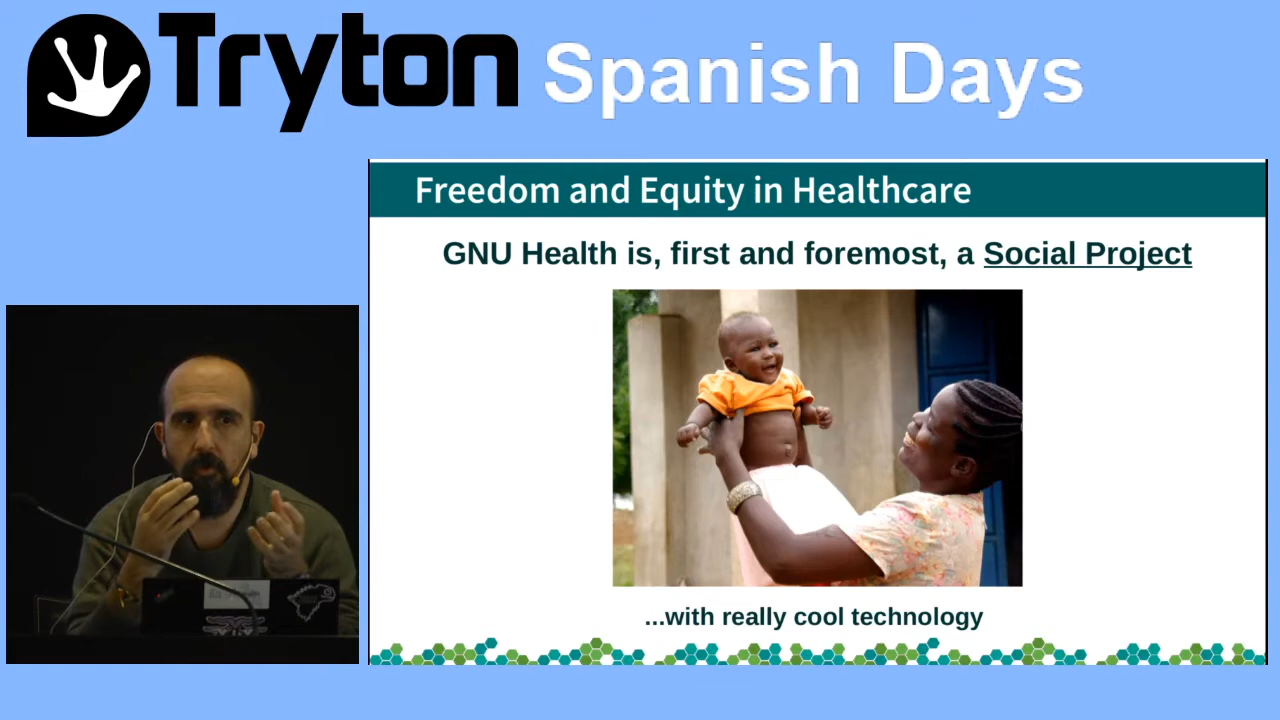 Tryton Spanish Days
Freedom and Equity in Healthcare
GNU Health is, first and foremost, a Social Project
...with really cool technology